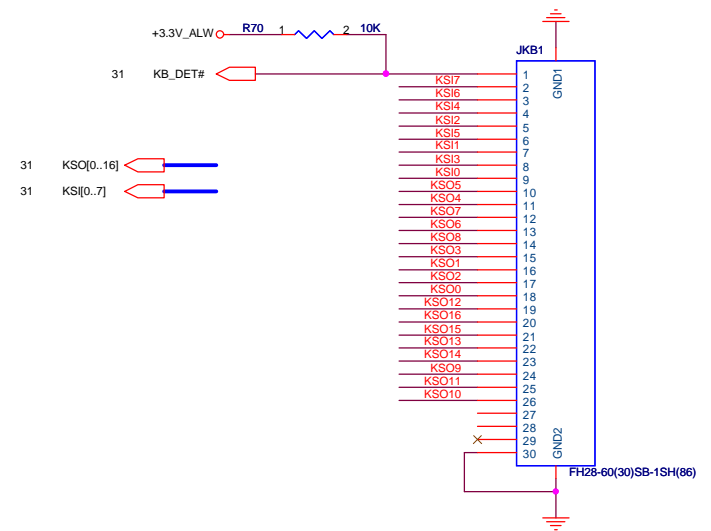 +3.3V_ALW R70 1 2 10K
JKB1
31 KB_DET# 1 GND1
KSI7 2
KSI6 3
KSI4 4
KSI2 5
KSI5 6
KSI1 7
31 KSO[0..16] KSI3 8
KSI0 9
31 KSI[0..7] KSO5 10
KSO4 11
KSO7 12
KSO6 13
KSO8 14
KSO3 15
KSO1 16
KSO2 17
KSO0 18
KSO12 19
KSO16 20
KSO15 21
KSO13 22
KSO14 23
KSO9 24
KSO11 25
KSO10 26
27
28
29 GND2
30
FH28-60(30)SB-1SH(86)